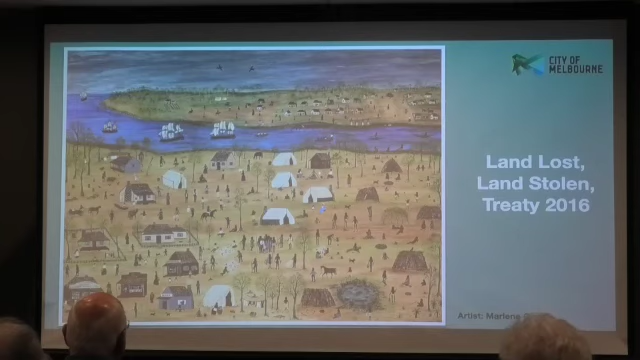 CITY OF
MELBOURNE
Land Lost,
Land Stolen,
Treaty 2016
Artist: Marlene